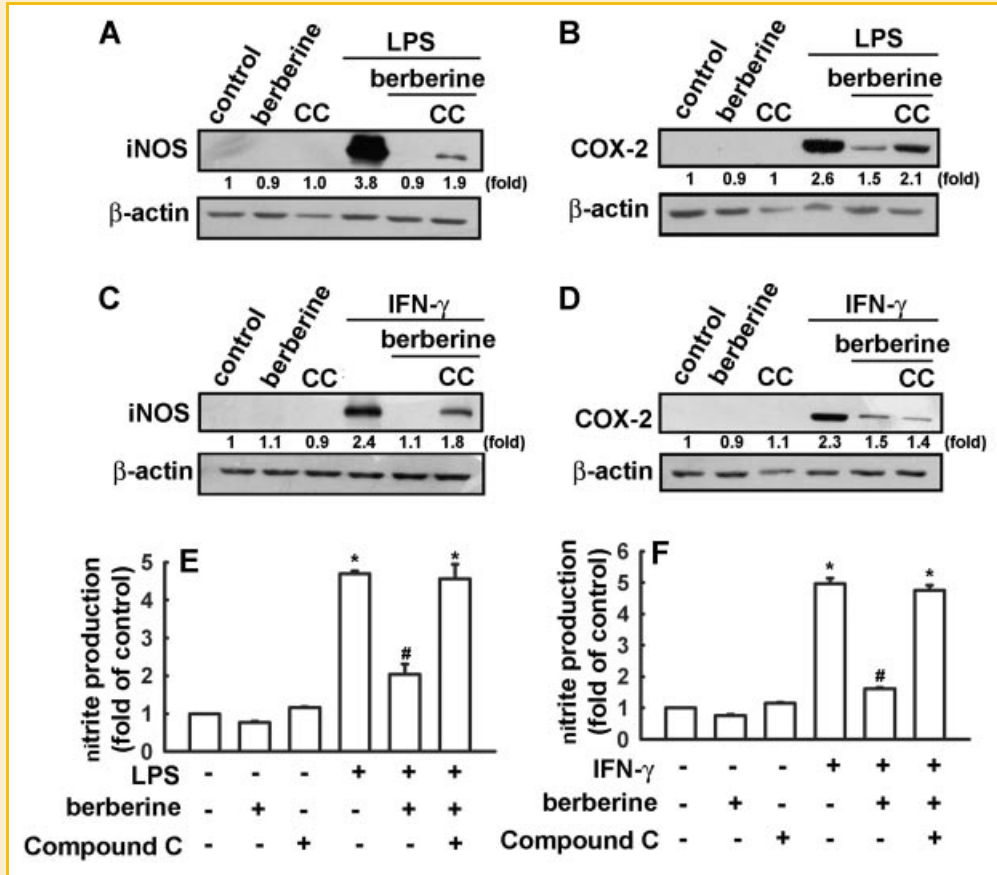 A
LPS
control
berberine
CC
berberine
CC
iNOS
1 0.9 1.0 3.8 0.9 1.9 (fold)
β-actin
B
LPS
control
berberine
CC
berberine
CC
COX-2
1 0.9 1 2.6 1.5 2.1 (fold)
β-actin
C
IFN-γ
control
berberine
CC
berberine
CC
iNOS
1 1.1 0.9 2.4 1.1 1.8 (fold)
β-actin
D
IFN-γ
control
berberine
CC
berberine
CC
COX-2
1 0.9 1.1 2.3 1.5 1.4 (fold)
β-actin
E
nitrite production
(fold of control)
5
4
3
2
1
0
* # *
LPS - - - + + +
berberine - + - - + +
Compound C - - + - - +
F
nitrite production
(fold of control)
6
5
4
3
2
1
0
* # *
IFN-γ - - - + + +
berberine - + - - + +
Compound C - - + - - +